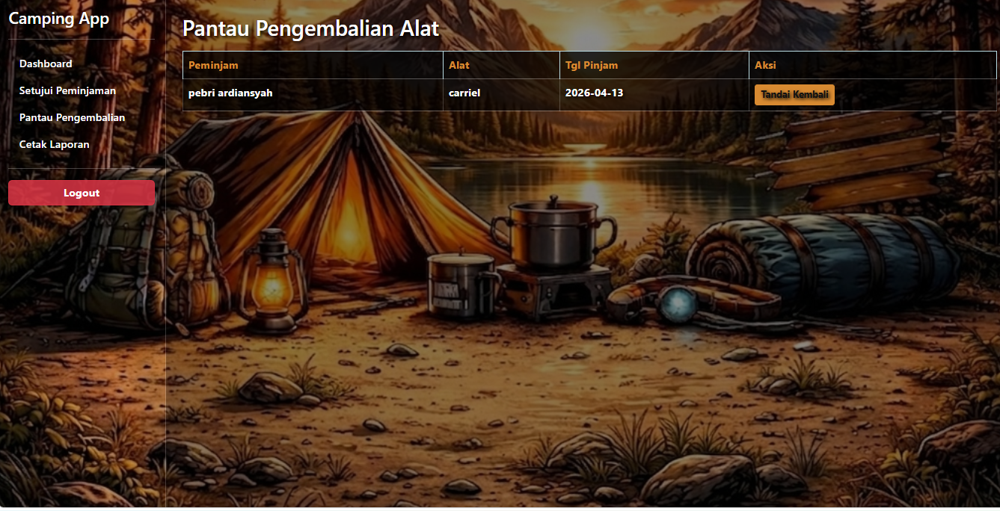 Camping App
Dashboard
Setujui Peminjaman
Pantau Pengembalian
Cetak Laporan
Logout
Pantau Pengembalian Alat
Peminjam Alat Tgl Pinjam Aksi
pebri ardiansyah carriel 2026-04-13 Tandai Kembali